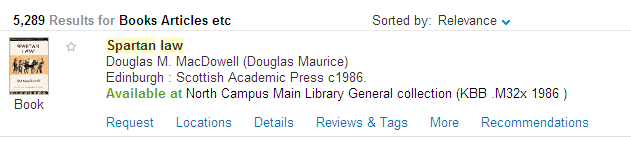 5,289 Results for Books Articles etc Sorted by: Relevance
SPARTAN
LAW
Book
Spartan law
Douglas M. MacDowell (Douglas Maurice)
Edinburgh : Scottish Academic Press c1986.
Available at North Campus Main Library General collection (KBB .M32x 1986 )
Request Locations Details Reviews & Tags More Recommendations